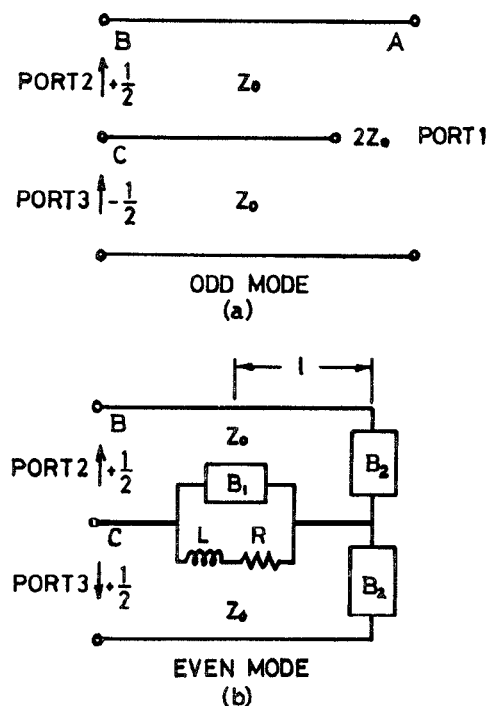 B A
PORT2 +1/2 Z₀
C 2Z₀ PORT1
PORT3 -1/2 Z₀
ODD MODE
(a)
l
B
Z₀
PORT2 +1/2 B₁ B₂
C L R
PORT3 +1/2 B₂
Z₀
EVEN MODE
(b)